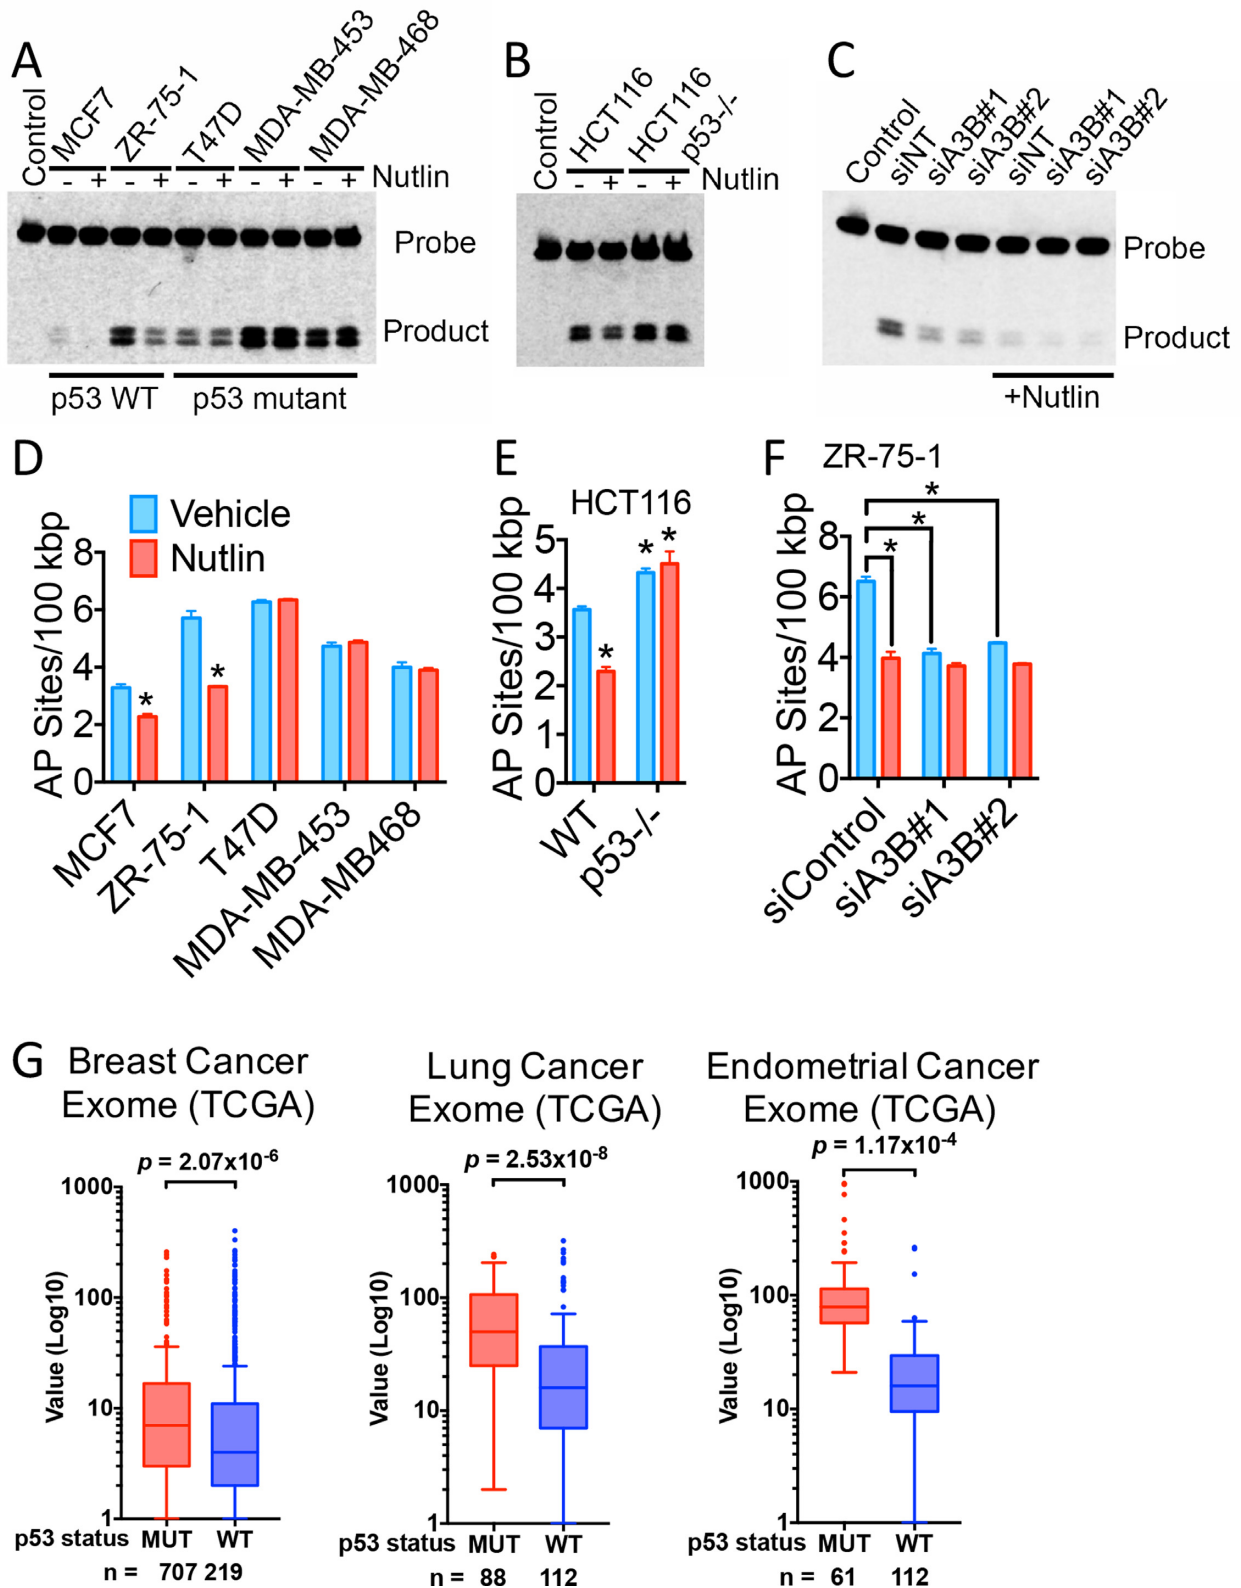 A
Control
MCF7
ZR-75-1
T47D
MDA-MB-453
MDA-MB-468
- + - + - + - + - + Nutlin
Probe
Product
p53 WT
p53 mutant
B
Control
HCT116
HCT116
p53-/-
- + - + Nutlin
C
Control
siNT
siA3B#1
siA3B#2
siNT
siA3B#1
siA3B#2
Probe
Product
+Nutlin
D
Vehicle
Nutlin
AP Sites/100 kbp
8
6
4
2
0
*
*
MCF7
ZR-75-1
T47D
MDA-MB-453
MDA-MB468
E
HCT116
AP Sites/100 kbp
5
4
3
2
1
0
*
*
*
WT
p53-/-
F
ZR-75-1
AP Sites/100 kbp
8
6
4
2
0
*
*
*
siControl
siA3B#1
siA3B#2
G
Breast Cancer
Exome (TCGA)
p = 2.07x10-6
Value (Log10)
1000
100
10
1
p53 status MUT WT
n = 707 219
Lung Cancer
Exome (TCGA)
p = 2.53x10-8
Value (Log10)
1000
100
10
1
p53 status MUT WT
n = 88 112
Endometrial Cancer
Exome (TCGA)
p = 1.17x10-4
Value (Log10)
1000
100
10
1
p53 status MUT WT
n = 61 112